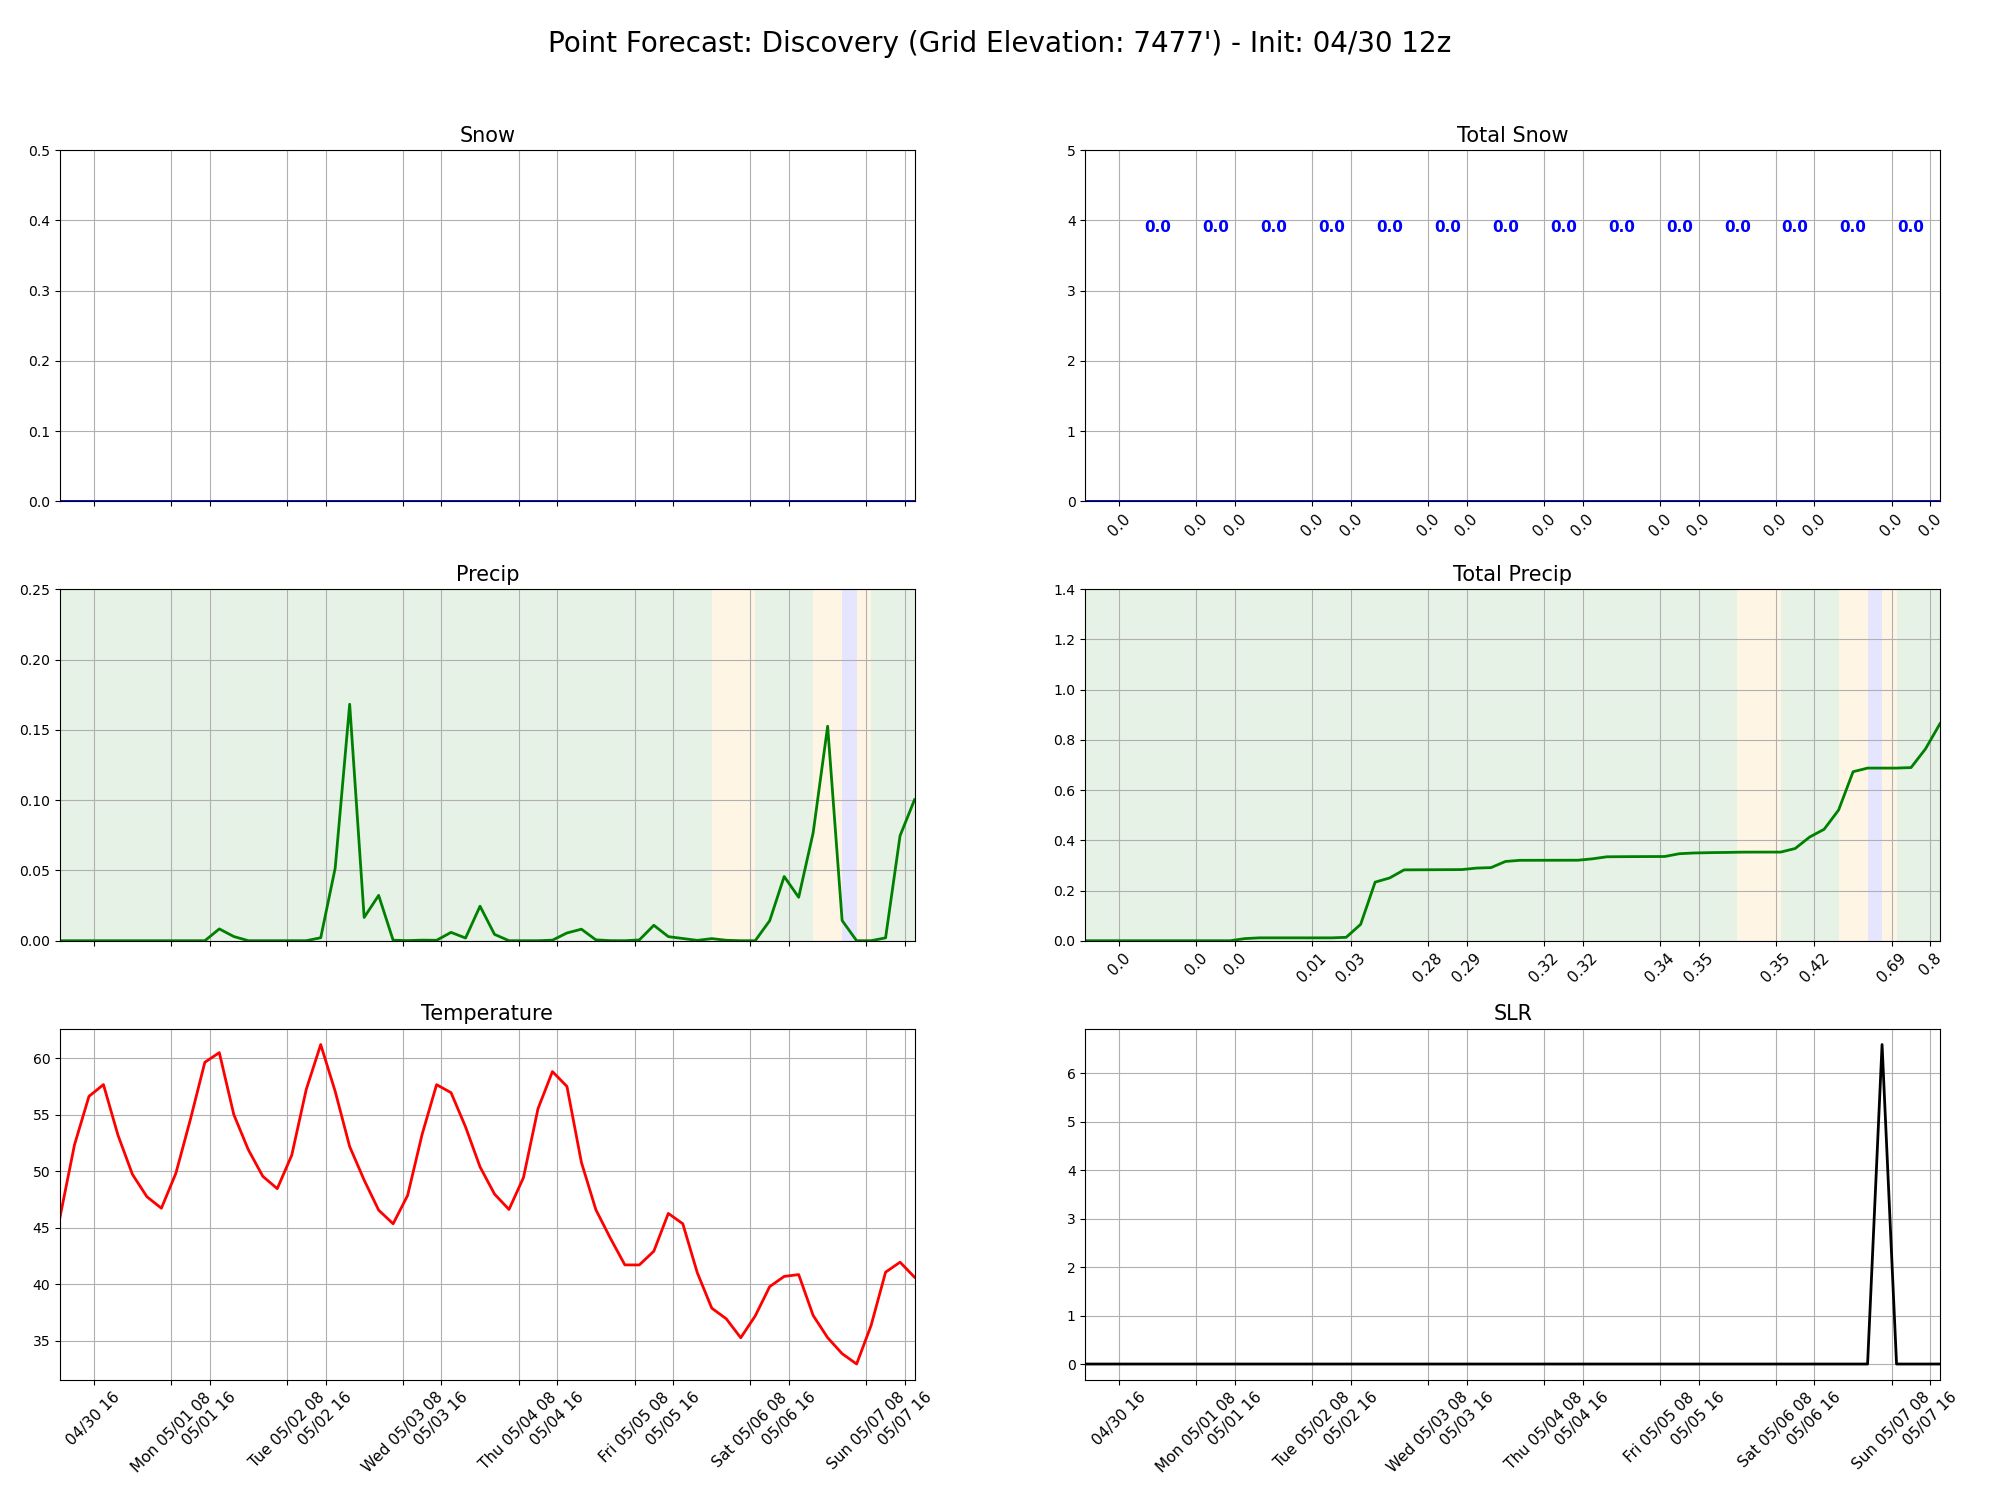 Point Forecast: Discovery (Grid Elevation: 7477') - Init: 04/30 12z
Snow
0.5
0.4
0.3
0.2
0.1
0.0
Total Snow
5
4
3
2
1
0
0.0 0.0 0.0 0.0 0.0 0.0 0.0 0.0 0.0 0.0 0.0 0.0 0.0 0.0
0.0 0.0 0.0 0.0 0.0 0.0 0.0 0.0 0.0 0.0 0.0 0.0 0.0 0.0 0.0
Precip
0.25
0.20
0.15
0.10
0.05
0.00
Total Precip
1.4
1.2
1.0
0.8
0.6
0.4
0.2
0.0
0.0 0.0 0.0 0.01 0.03 0.28 0.29 0.32 0.32 0.34 0.35 0.35 0.42 0.69 0.8
Temperature
60
55
50
45
40
35
04/30 16
Mon 05/01 08
05/01 16
Tue 05/02 08
05/02 16
Wed 05/03 08
05/03 16
Thu 05/04 08
05/04 16
Fri 05/05 08
05/05 16
Sat 05/06 08
05/06 16
Sun 05/07 08
05/07 16
SLR
6
5
4
3
2
1
0
04/30 16
Mon 05/01 08
05/01 16
Tue 05/02 08
05/02 16
Wed 05/03 08
05/03 16
Thu 05/04 08
05/04 16
Fri 05/05 08
05/05 16
Sat 05/06 08
05/06 16
Sun 05/07 08
05/07 16